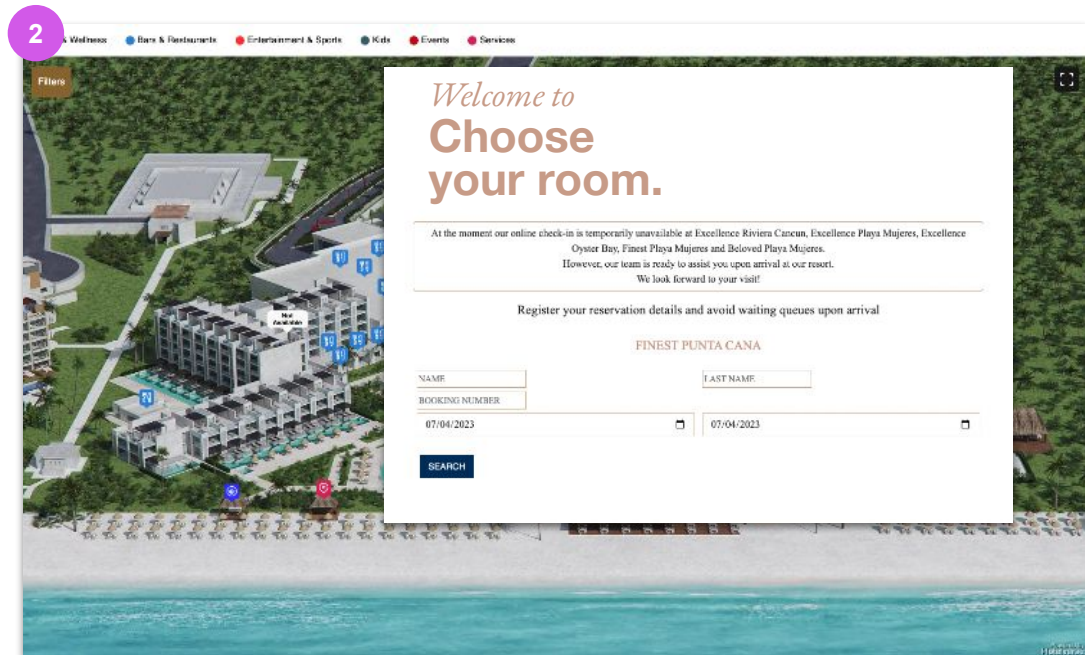 2
& Wellness
Bars & Restaurants
Entertainment & Sports
Kids
Events
Services
Filters
Welcome to
Choose
your room.
At the moment our online check-in is temporarily unavailable at Excellence Riviera Cancun, Excellence Playa Mujeres, Excellence
Oyster Bay, Finest Playa Mujeres and Beloved Playa Mujeres.
However, our team is ready to assist you upon arrival at our resort.
We look forward to your visit!
Register your reservation details and avoid waiting queues upon arrival
FINEST PUNTA CANA
NAME
LAST NAME
BOOKING NUMBER
07/04/2023
07/04/2023
SEARCH
Not
Available